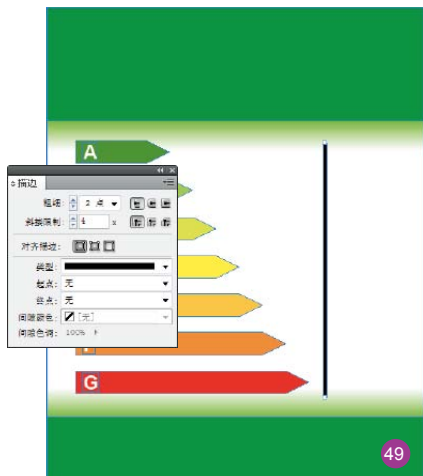 A
描边
粗细: 2 点
斜接限制: 4 x
对齐描边:
类型:
起点: 无
终点: 无
间隙颜色: [无]
间隙色调: 100%
G
49